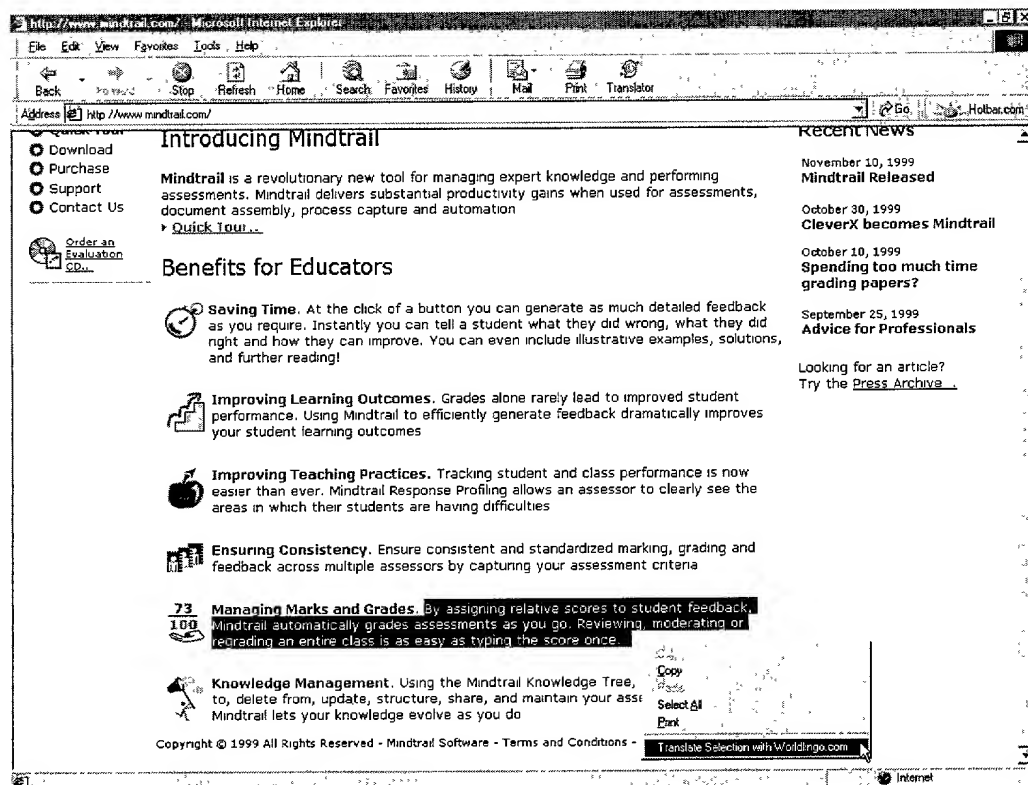 http://www.mindtrail.com/ - Microsoft Internet Explorer
File Edit View Favorites Tools Help
Back Forward Stop Refresh Home Search Favorites History Mail Print Translator
Address http //www mndtrail.com/ Go Hotbar.com
Quick Tour
Download
Purchase
Support
Contact Us
Order an
Evaluation
CD..
Introducing Mindtrail
Mindtrail is a revolutionary new tool for managing expert knowledge and performing
assessments. Mindtrail delivers substantial productivity gains when used for assessments,
document assembly, process capture and automation
Quick Tour..
Benefits for Educators
Saving Time. At the click of a button you can generate as much detailed feedback
as you require. Instantly you can tell a student what they did wrong, what they did
right and how they can improve. You can even include illustrative examples, solutions,
and further reading!
Improving Learning Outcomes. Grades alone rarely lead to improved student
performance. Using Mindtrail to efficiently generate feedback dramatically improves
your student learning outcomes
Improving Teaching Practices. Tracking student and class performance is now
easier than ever. Mindtrail Response Profiling allows an assessor to clearly see the
areas in which their students are having difficulties
Ensuring Consistency. Ensure consistent and standardized marking, grading and
feedback across multiple assessors by capturing your assessment criteria
73
100
Managing Marks and Grades. By assigning relative scores to student feedback,
Mindtrail automatically grades assessments as you go. Reviewing, moderating or
regrading an entire class is as easy as typing the score once.
Knowledge Management. Using the Mindtrail Knowledge Tree,
to, delete from, update, structure, share, and maintain your asse
Mindtrail lets your knowledge evolve as you do
Copyright © 1999 All Rights Reserved - Mindtrail Software - Terms and Conditions -
Recent News
November 10, 1999
Mindtrail Released
October 30, 1999
CleverX becomes Mindtrail
October 10, 1999
Spending too much time
grading papers?
September 25, 1999
Advice for Professionals
Looking for an article?
Try the Press Archive .
Copy
Paste
Select All
Print
Translate Selection with Worldlingo.com
Internet